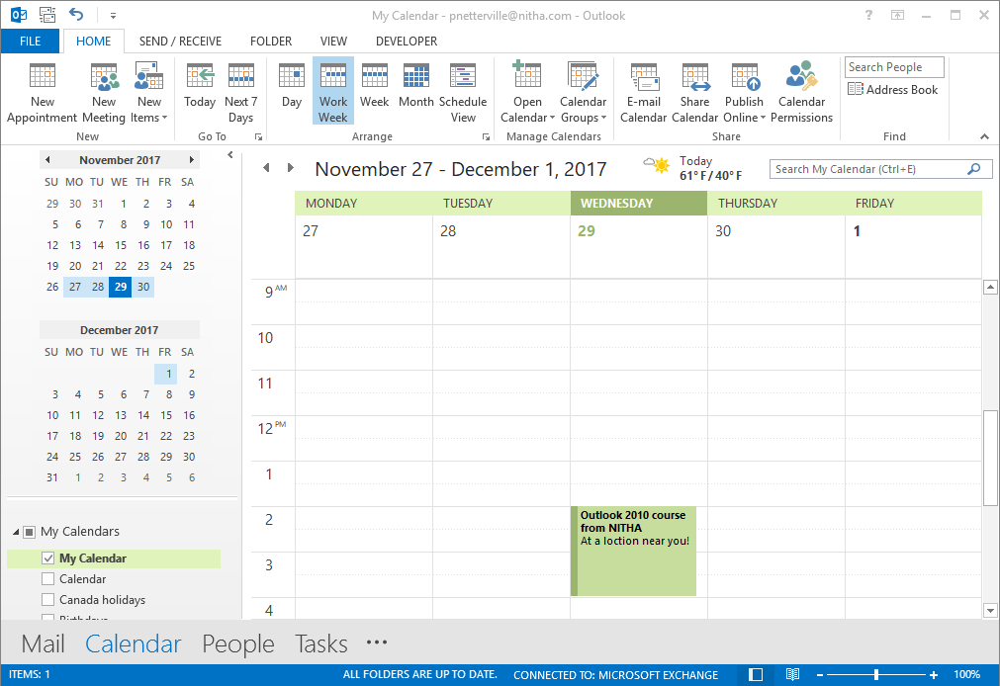 My Calendar - pnetterville@nitha.com - Outlook
?
FILE HOME SEND / RECEIVE FOLDER VIEW DEVELOPER
New Appointment
New Meeting
New Items
New
Today
Next 7 Days
Go To
Day
Work Week
Week
Month
Schedule View
Arrange
Open Calendar
Calendar Groups
Manage Calendars
E-mail Calendar
Share Calendar
Publish Online
Calendar Permissions
Share
Search People
Address Book
Find
November 2017
SU MO TU WE TH FR SA
29 30 31 1 2 3 4
5 6 7 8 9 10 11
12 13 14 15 16 17 18
19 20 21 22 23 24 25
26 27 28 29 30
December 2017
SU MO TU WE TH FR SA
1 2
3 4 5 6 7 8 9
10 11 12 13 14 15 16
17 18 19 20 21 22 23
24 25 26 27 28 29 30
31 1 2 3 4 5 6
My Calendars
My Calendar
Calendar
Canada holidays
November 27 - December 1, 2017
Today
61° F / 40° F
Search My Calendar (Ctrl+E)
MONDAY TUESDAY WEDNESDAY THURSDAY FRIDAY
27 28 29 30 1
9 AM
10
11
12 PM
1
2
Outlook 2010 course
from NITHA
At a loction near you!
3
4
Mail Calendar People Tasks •••
ITEMS: 1 ALL FOLDERS ARE UP TO DATE. CONNECTED TO: MICROSOFT EXCHANGE 100%